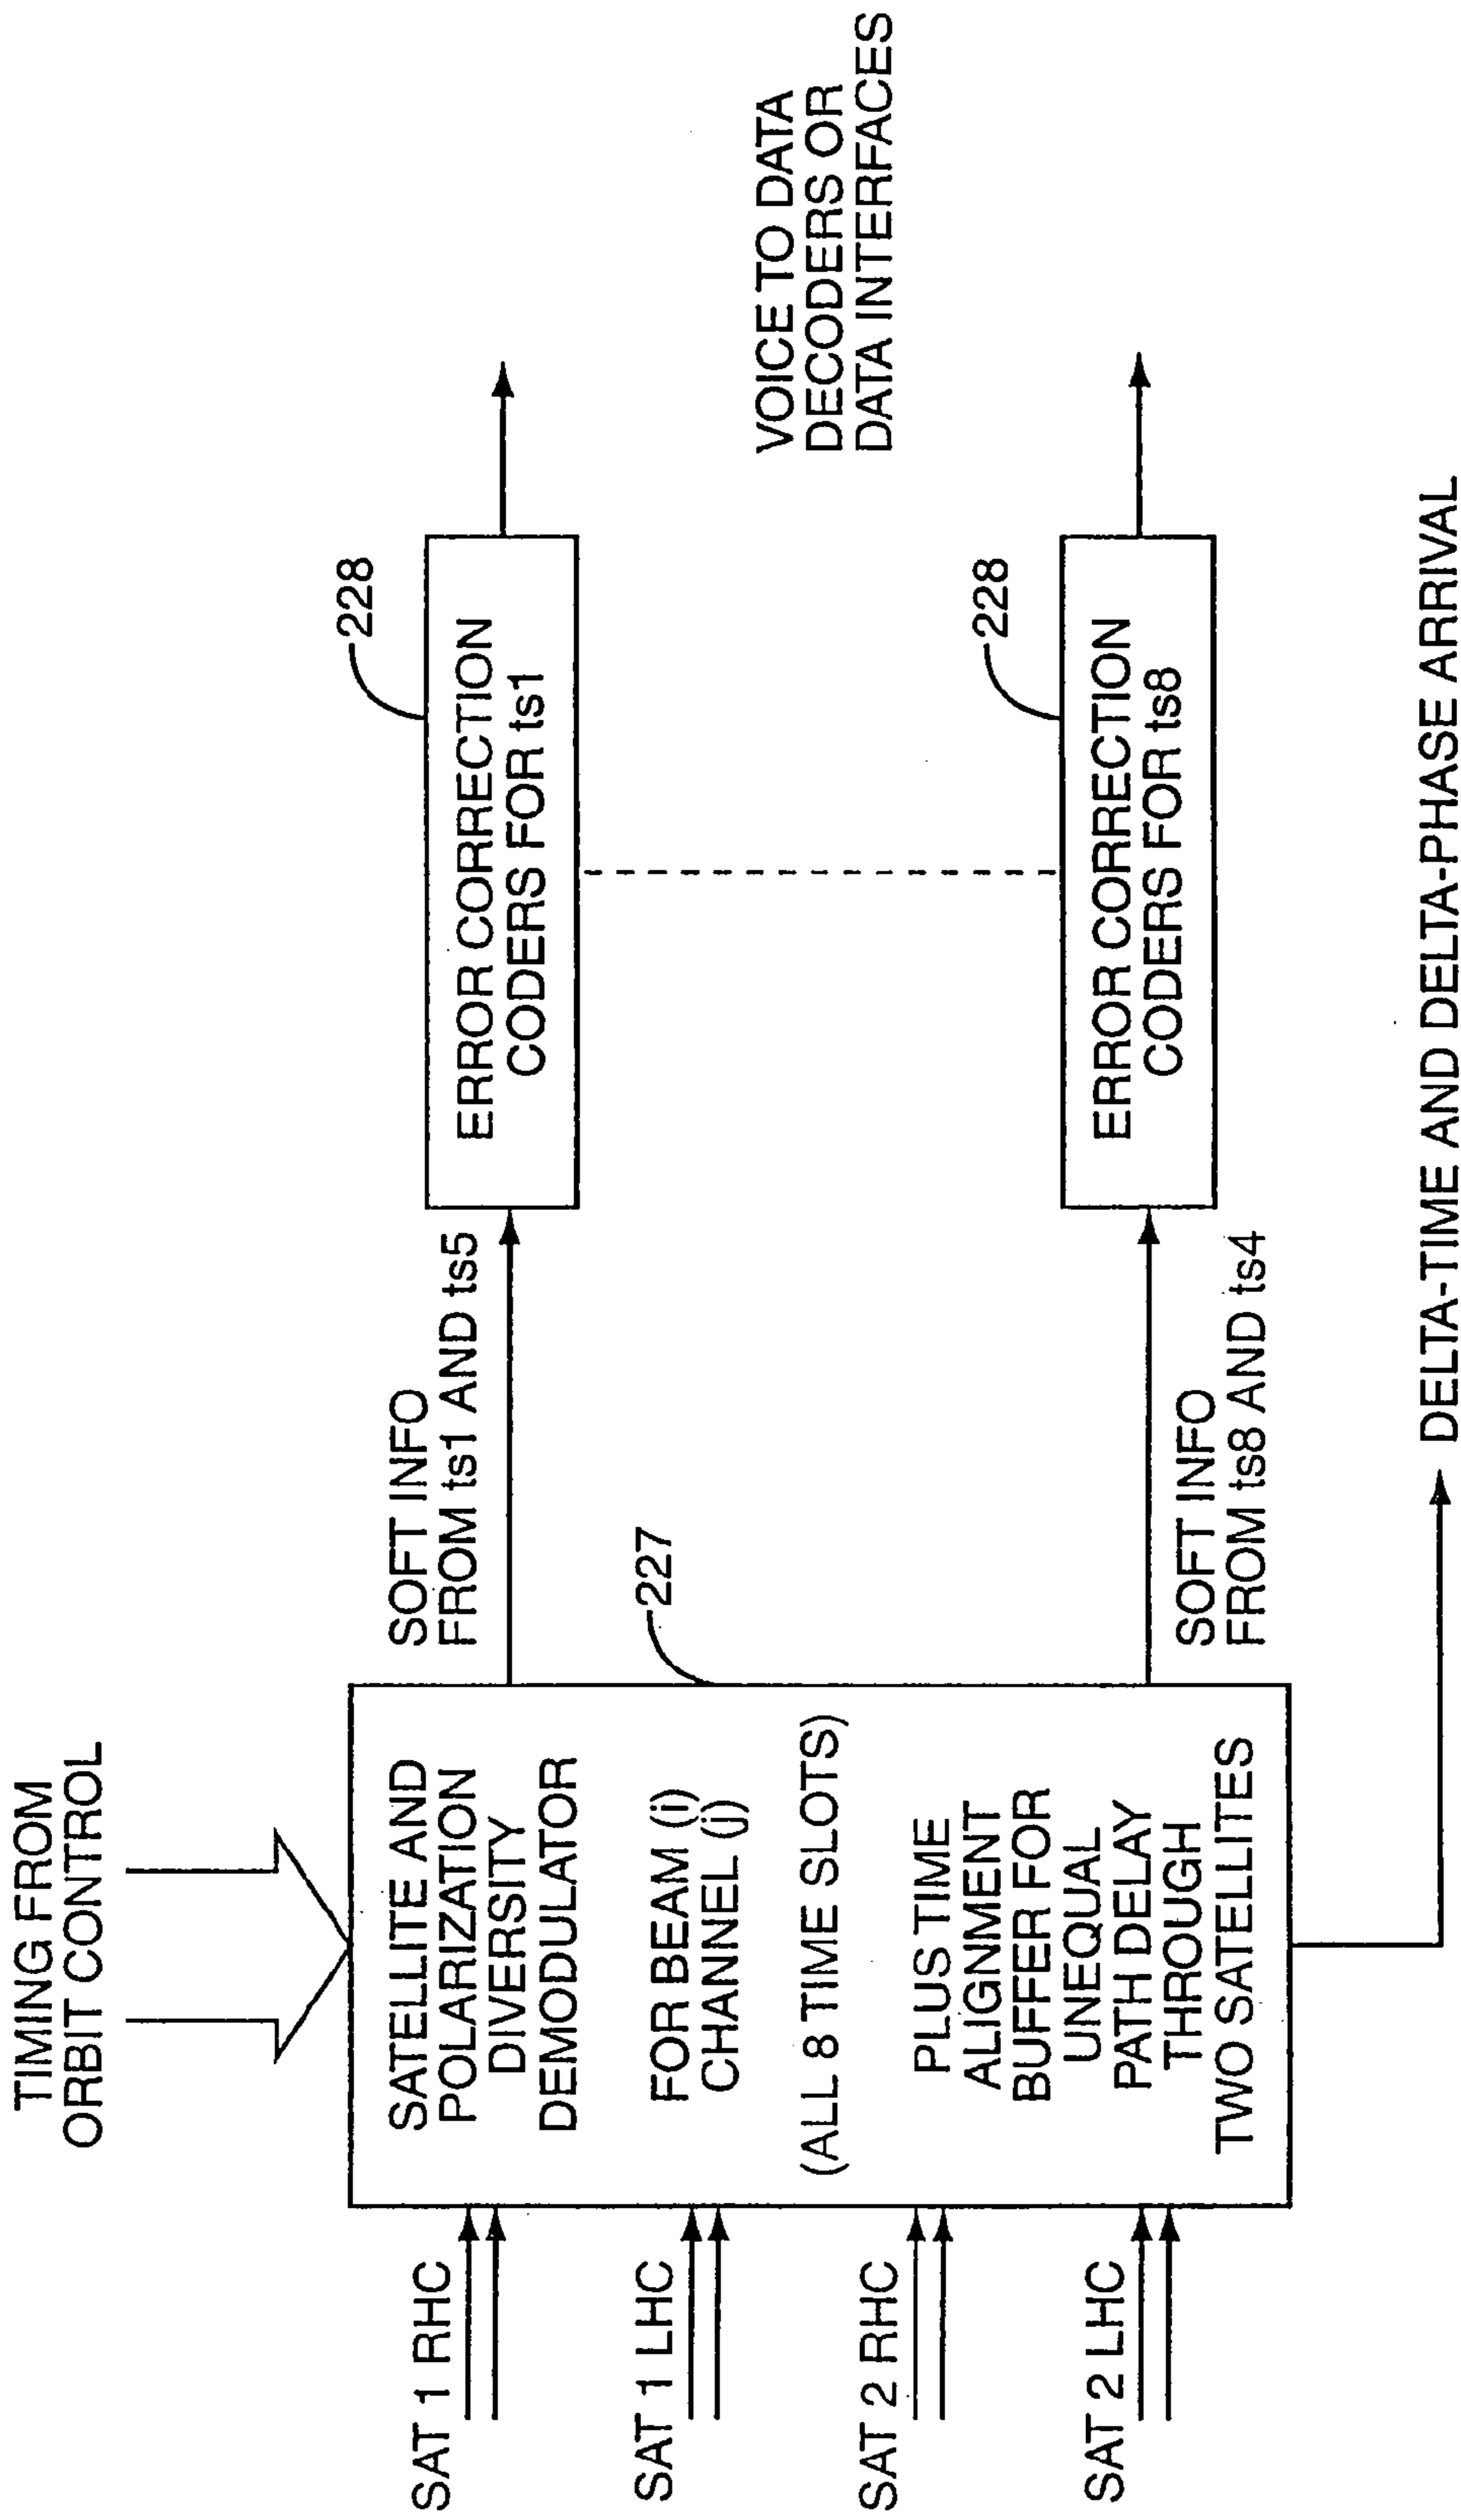 TIMING FROM
ORBIT CONTROL
SAT 1 RHC
SAT 1 LHC
SAT 2 RHC
SAT 2 LHC
SATELLITE AND
POLARIZATION
DIVERSITY
DEMODULATOR
FOR BEAM (i)
CHANNEL (j)
(ALL 8 TIME SLOTS)
PLUS TIME
ALIGNMENT
BUFFER FOR
UNEQUAL
PATH DELAY
THROUGH
TWO SATELLITES
227
SOFT INFO
FROM ts1 AND ts5
SOFT INFO
FROM ts8 AND ts4
228
ERROR CORRECTION
CODERS FOR ts1
228
ERROR CORRECTION
CODERS FOR ts8
VOICE TO DATA
DECODERS OR
DATA INTERFACES
DELTA-TIME AND DELTA-PHASE ARRIVAL